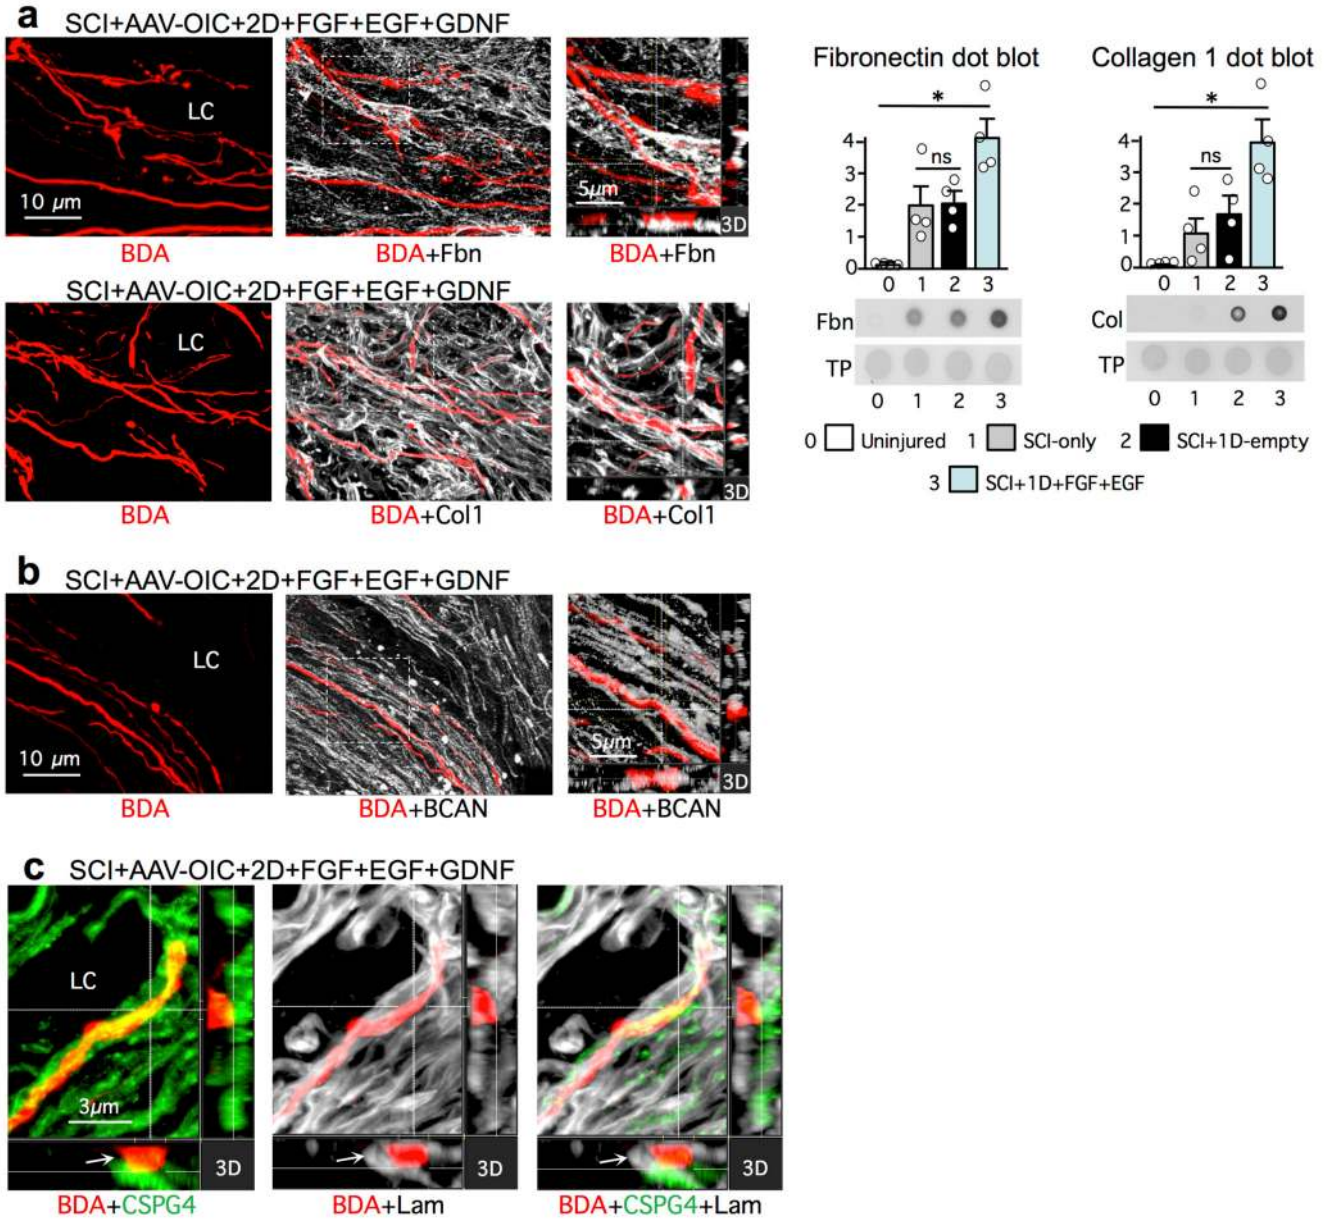 a
SCI+AAV-OIC+2D+FGF+EGF+GDNF
LC
10 µm
5µm
3D
BDA
BDA+Fbn
BDA+Fbn
SCI+AAV-OIC+2D+FGF+EGF+GDNF
LC
3D
BDA
BDA+Col1
BDA+Col1
Fibronectin dot blot
*
ns
4
3
2
1
0
0 1 2 3
Fbn
TP
0 1 2 3
Collagen 1 dot blot
*
ns
4
3
2
1
0
0 1 2 3
Col
TP
0 1 2 3
0 Uninjured 1 SCI-only 2 SCI+1D-empty
3 SCI+1D+FGF+EGF
b
SCI+AAV-OIC+2D+FGF+EGF+GDNF
LC
10 µm
5µm
3D
BDA
BDA+BCAN
BDA+BCAN
c
SCI+AAV-OIC+2D+FGF+EGF+GDNF
LC
3µm
3D
3D
3D
BDA+CSPG4
BDA+Lam
BDA+CSPG4+Lam